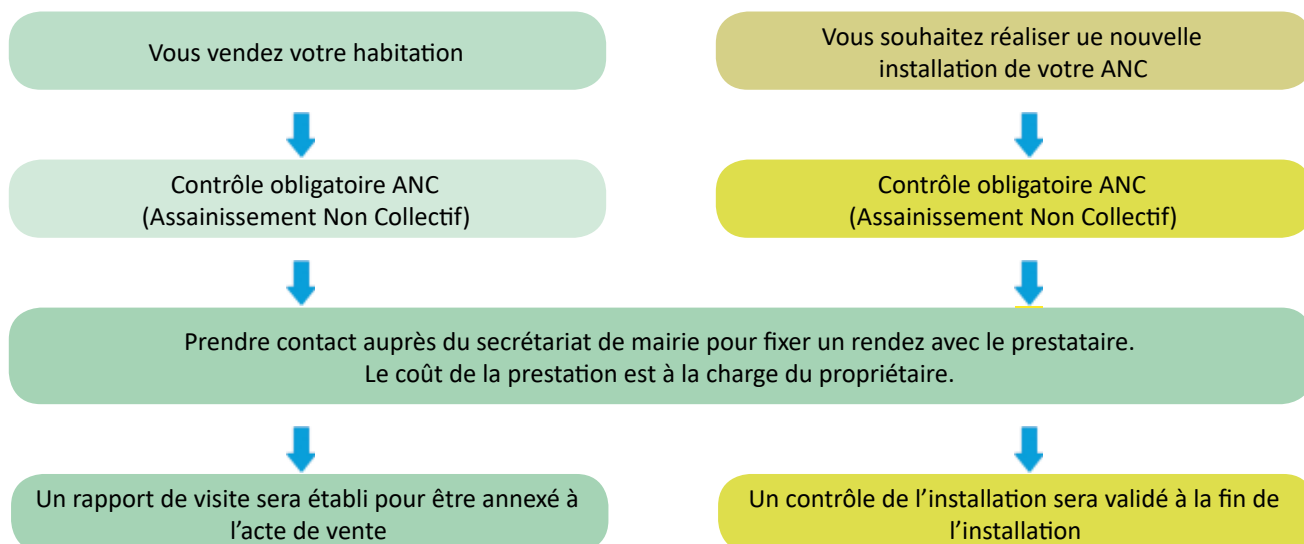 Vous vendez votre habitation
Vous souhaitez réaliser ue nouvelle
installation de votre ANC
Contrôle obligatoire ANC
(Assainissement Non Collectif)
Contrôle obligatoire ANC
(Assainissement Non Collectif)
Prendre contact auprès du secrétariat de mairie pour fixer un rendez avec le prestataire.
Le coût de la prestation est à la charge du propriétaire.
Un rapport de visite sera établi pour être annexé à
l’acte de vente
Un contrôle de l’installation sera validé à la fin de
l’installation